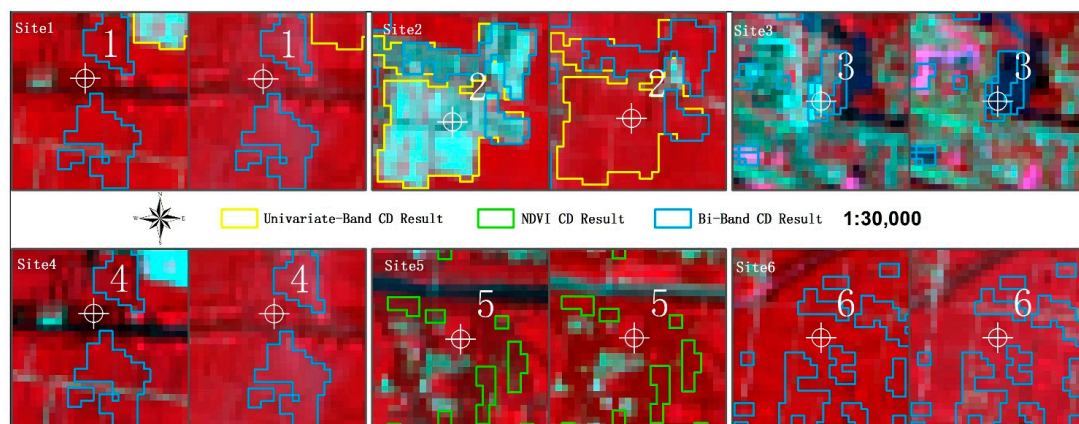 Site1
1
1
Site2
2
2
Site3
3
3
N
W
E
S
Univariate-Band CD Result
NDVI CD Result
Bi-Band CD Result
1:30,000
Site4
4
4
Site5
5
5
Site6
6
6